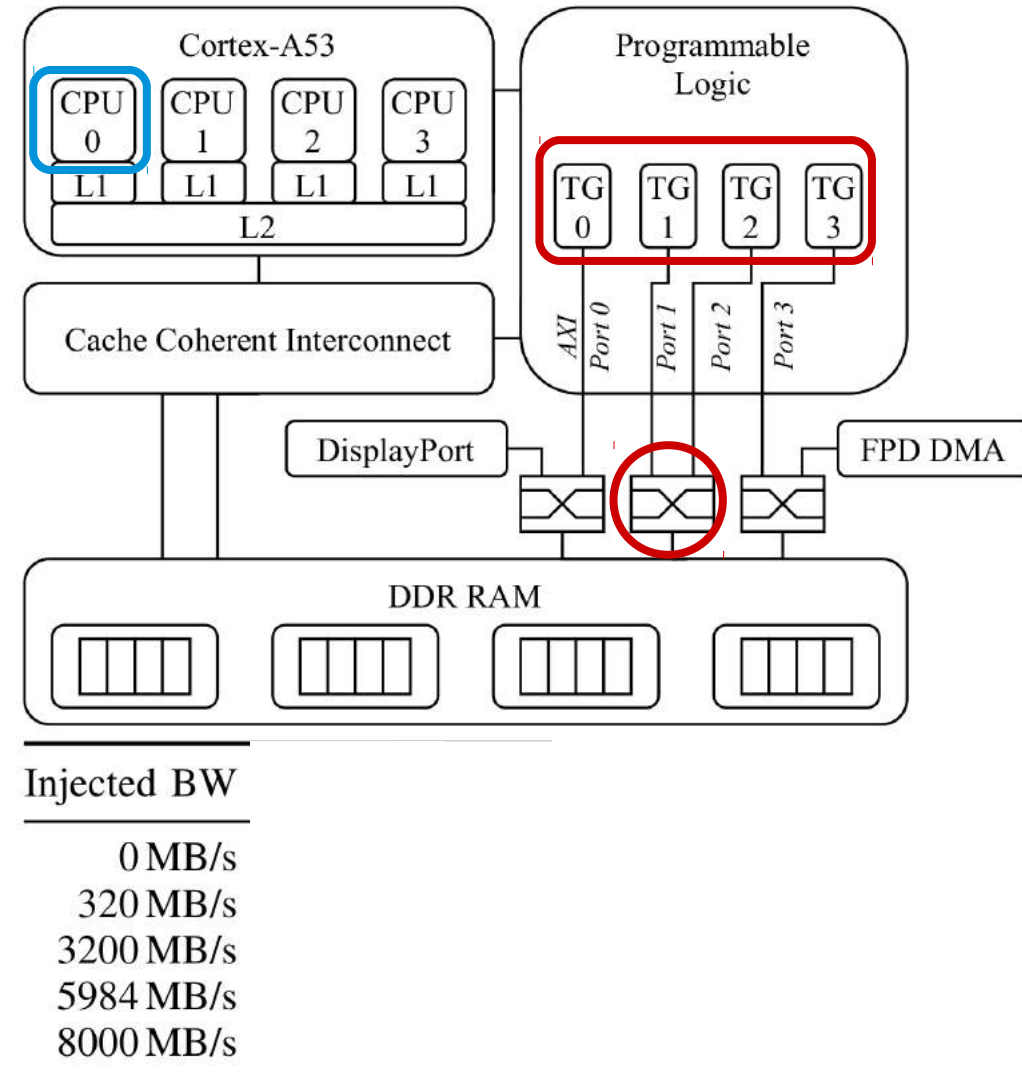 Cortex-A53
Programmable
Logic
CPU
0
CPU
1
CPU
2
CPU
3
L1
L1
L1
L1
L2
TG
0
TG
1
TG
2
TG
3
Cache Coherent Interconnect
AXI
Port 0
Port 1
Port 2
Port 3
DisplayPort
FPD DMA
DDR RAM
Injected BW
0 MB/s
320 MB/s
3200 MB/s
5984 MB/s
8000 MB/s